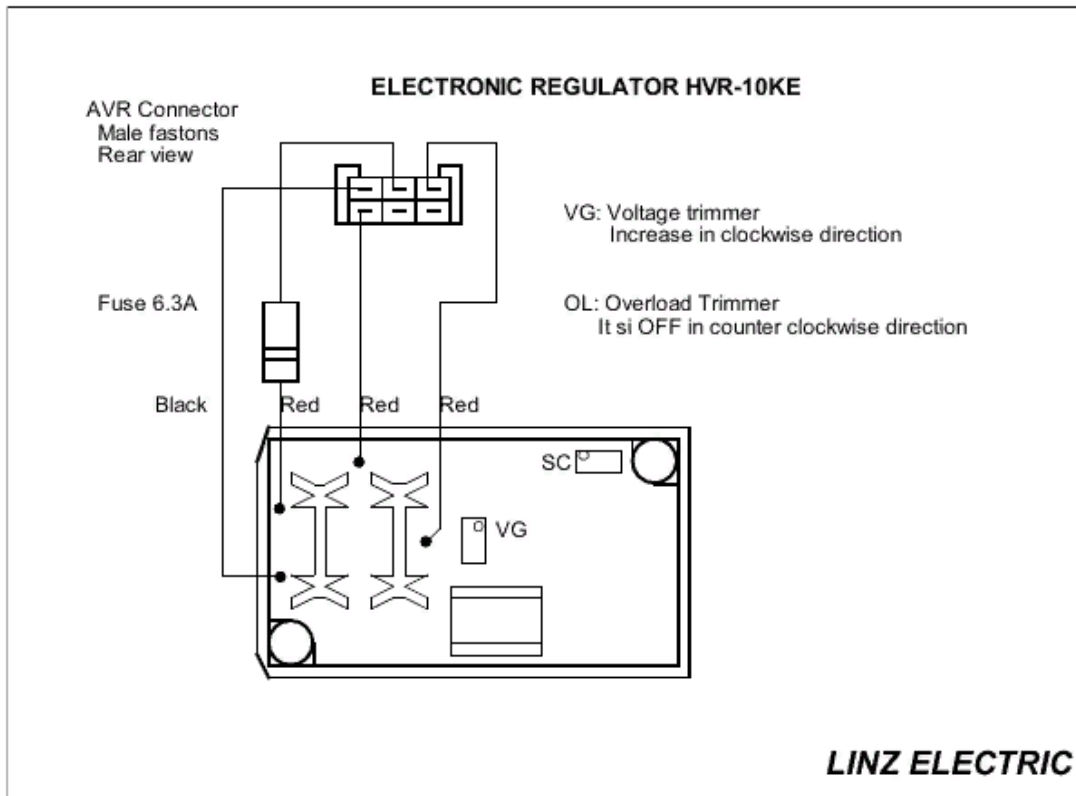 ELECTRONIC REGULATOR HVR-10KE
AVR Connector
Male fastons
Rear view
VG: Voltage trimmer
Increase in clockwise direction
Fuse 6.3A
OL: Overload Trimmer
It si OFF in counter clockwise direction
Black
Red
Red
Red
SC
VG
LINZ ELECTRIC